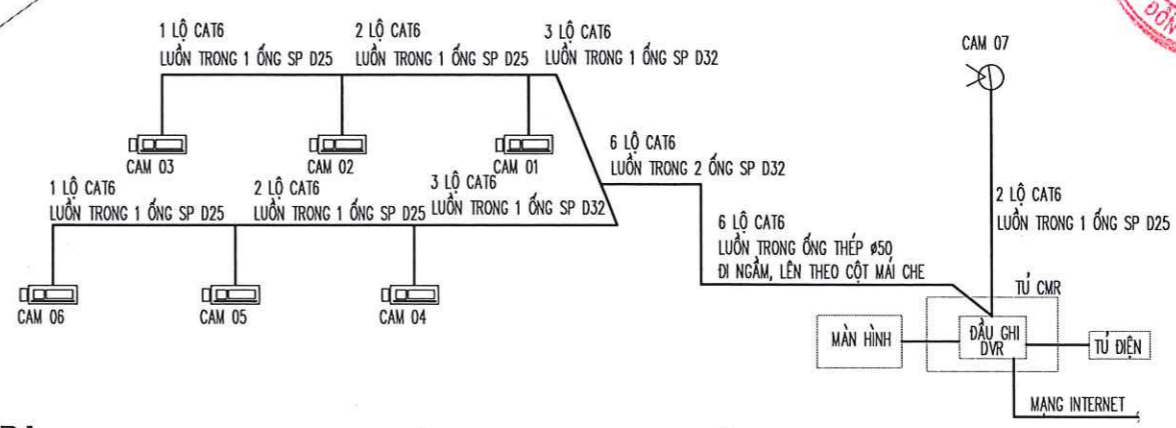 1 LỘ CAT6
LUỒN TRONG 1 ỐNG SP D25
2 LỘ CAT6
LUỒN TRONG 1 ỐNG SP D25
3 LỘ CAT6
LUỒN TRONG 1 ỐNG SP D32
CAM 07
CAM 03
CAM 02
CAM 01
6 LỘ CAT6
LUỒN TRONG 2 ỐNG SP D32
1 LỘ CAT6
LUỒN TRONG 1 ỐNG SP D25
2 LỘ CAT6
LUỒN TRONG 1 ỐNG SP D25
3 LỘ CAT6
LUỒN TRONG 1 ỐNG SP D32
2 LỘ CAT6
LUỒN TRONG 1 ỐNG SP D25
6 LỘ CAT6
LUỒN TRONG ỐNG THÉP ø50
ĐI NGẦM, LÊN THEO CỘT MÁI CHE
CAM 06
CAM 05
CAM 04
TỦ CMR
MÀN HÌNH
ĐẦU GHI
DVR
TỦ ĐIỆN
MẠNG INTERNET